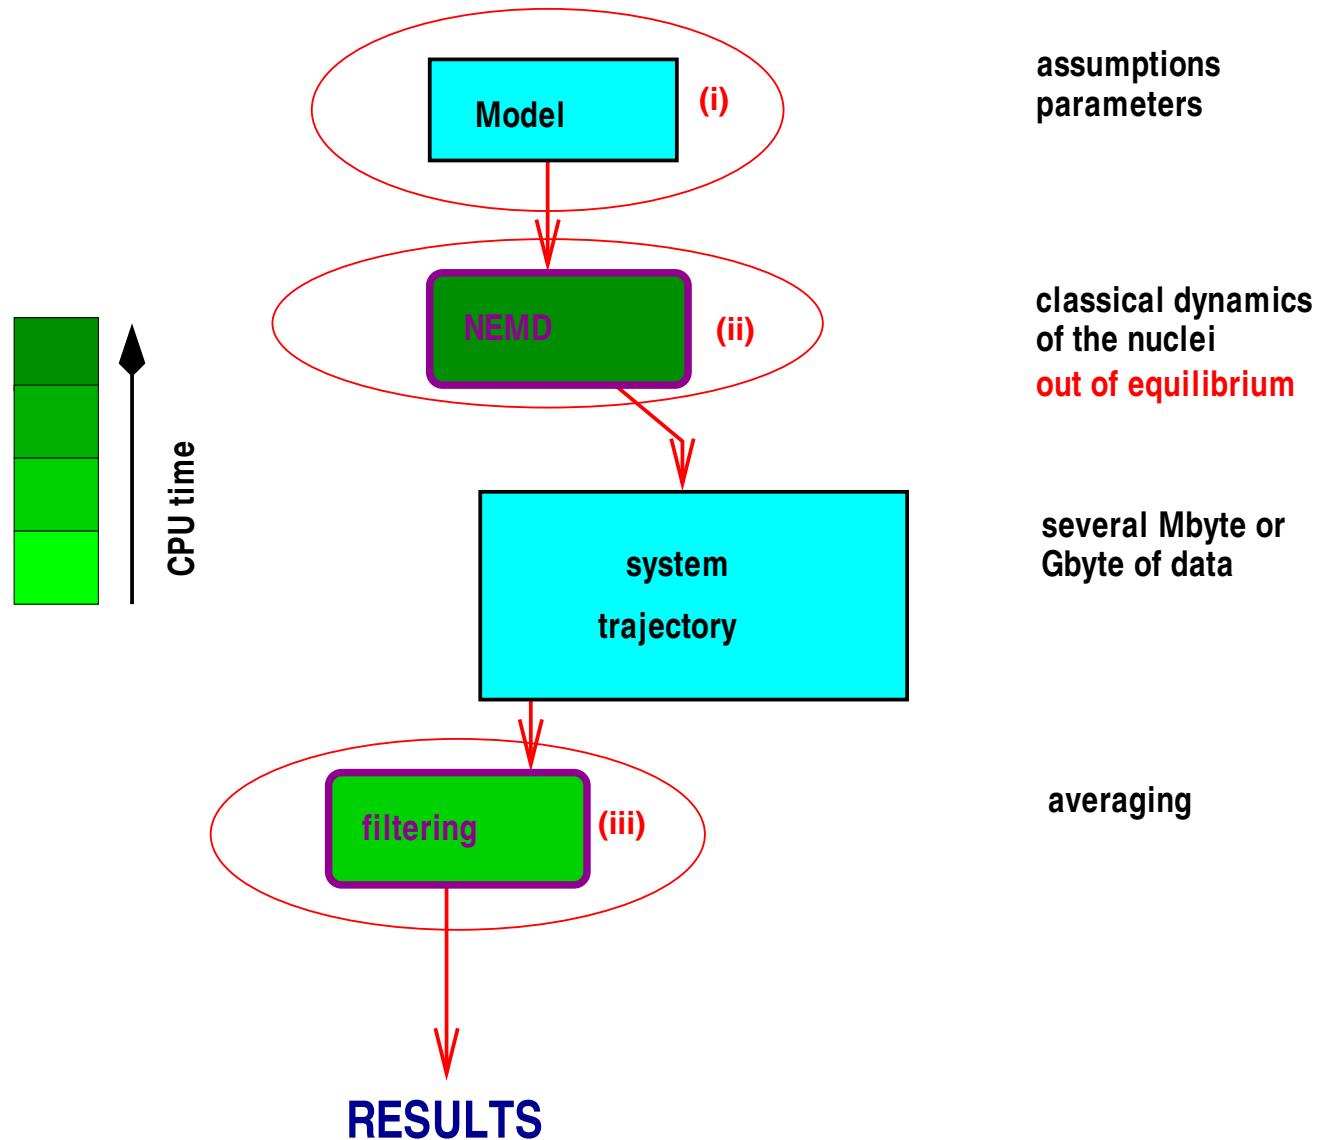 Model
(i)
assumptions
parameters
NEMD
(ii)
classical dynamics
of the nuclei
out of equilibrium
CPU time
system
trajectory
several Mbyte or
Gbyte of data
filtering
(iii)
averaging
RESULTS